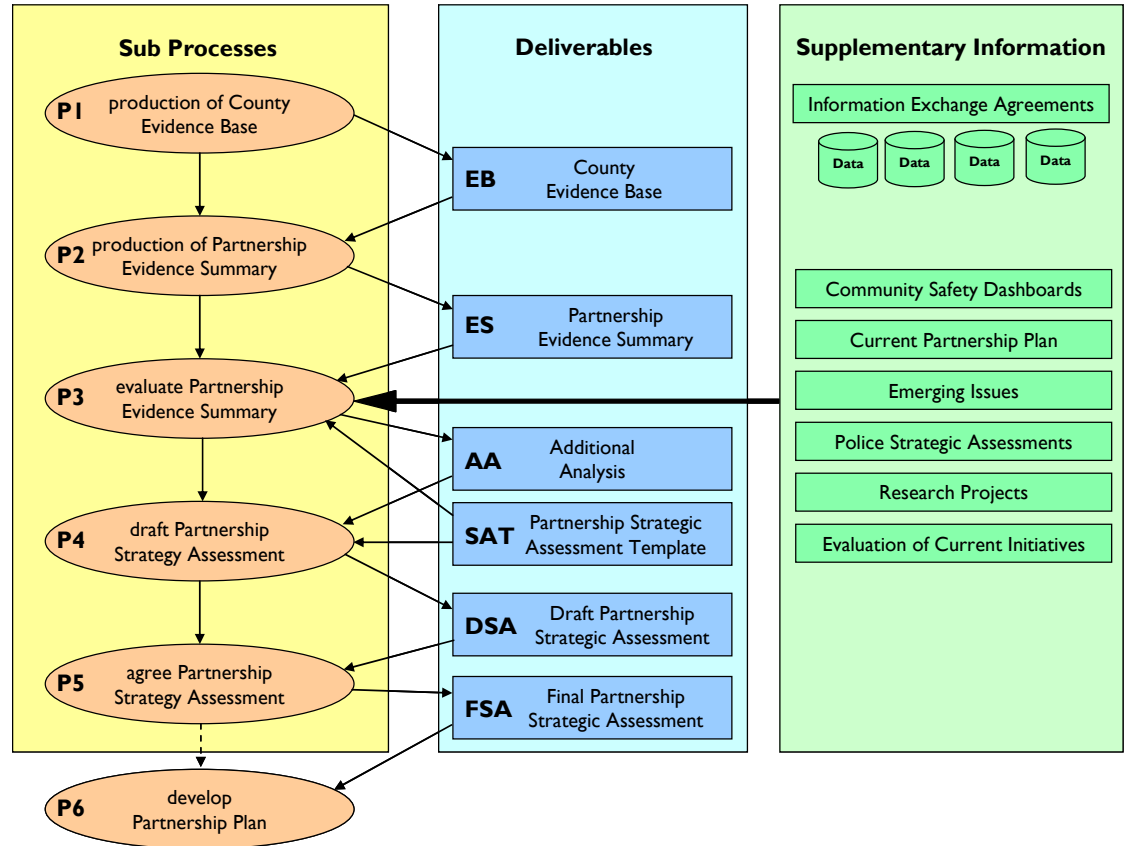 Sub Processes
P1
production of County
Evidence Base
P2
production of Partnership
Evidence Summary
P3
evaluate Partnership
Evidence Summary
P4
draft Partnership
Strategy Assessment
P5
agree Partnership
Strategy Assessment
P6
develop
Partnership Plan
Deliverables
EB
County
Evidence Base
ES
Partnership
Evidence Summary
AA
Additional
Analysis
SAT
Partnership Strategic
Assessment Template
DSA
Draft Partnership
Strategic Assessment
FSA
Final Partnership
Strategic Assessment
Supplementary Information
Information Exchange Agreements
Data
Data
Data
Data
Community Safety Dashboards
Current Partnership Plan
Emerging Issues
Police Strategic Assessments
Research Projects
Evaluation of Current Initiatives